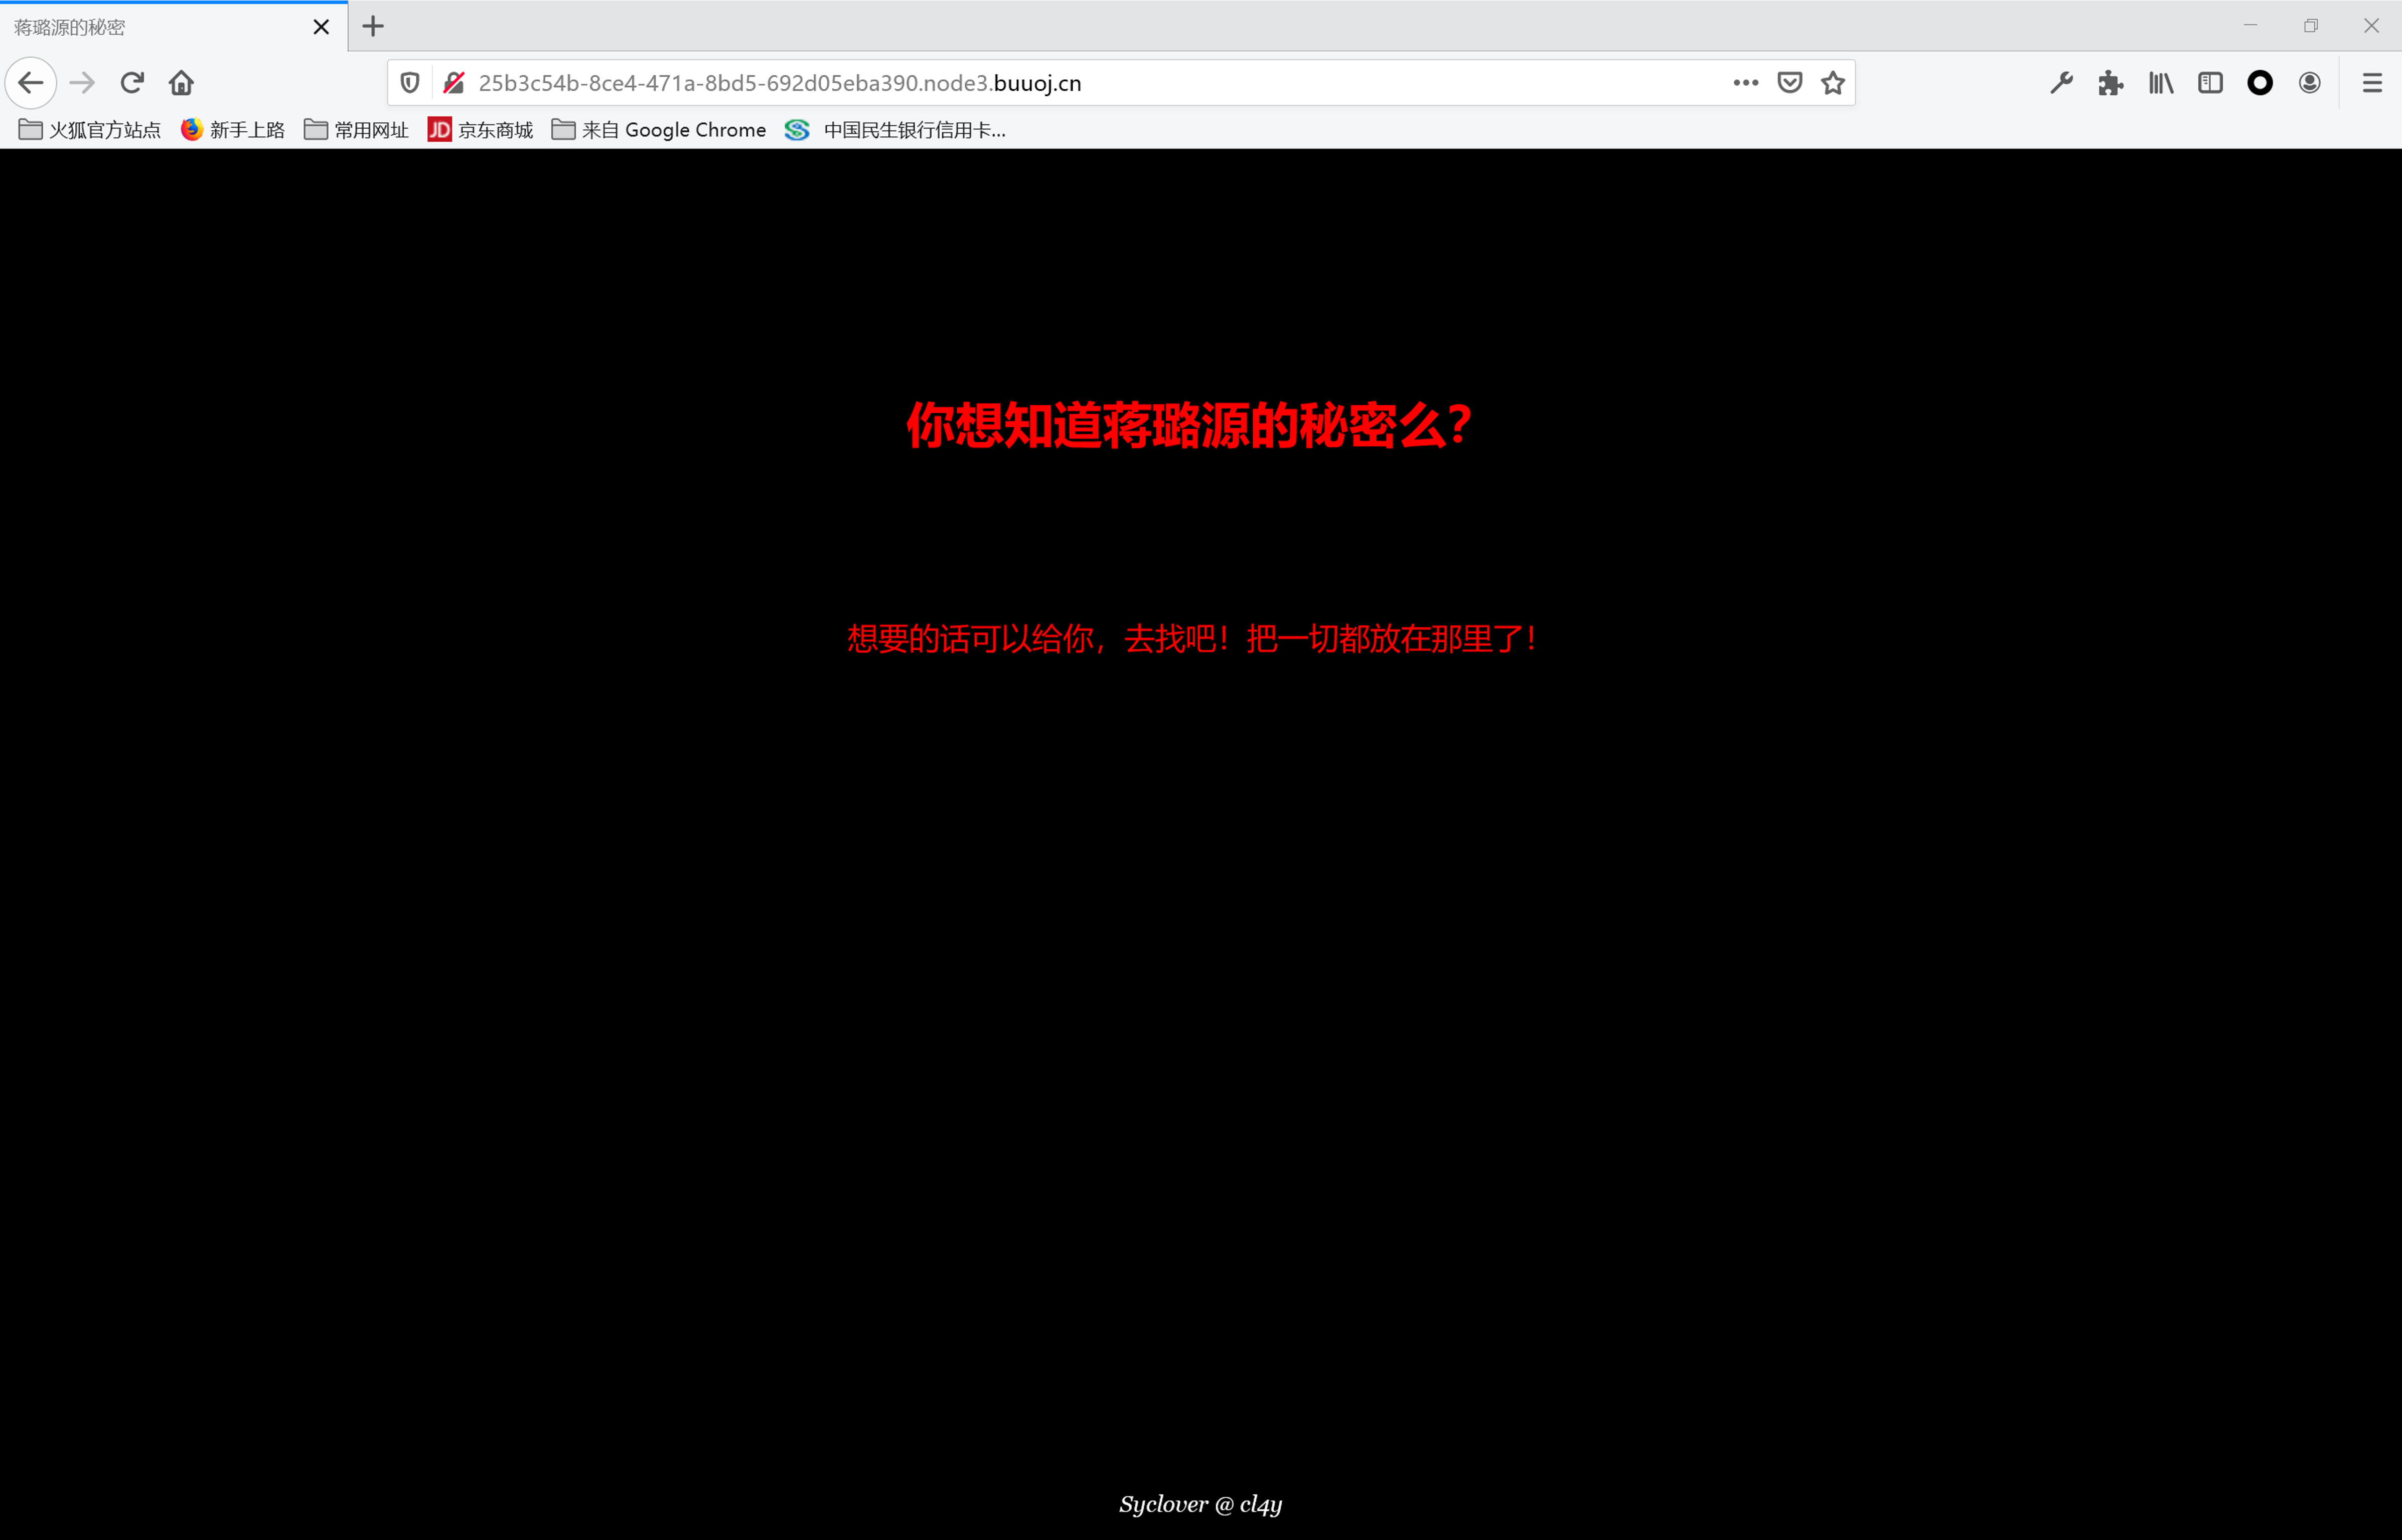 蒋璐源的秘密
25b3c54b-8ce4-471a-8bd5-692d05eba390.node3.buuoj.cn
火狐官方站点 新手上路 常用网址 JD 京东商城 来自 Google Chrome 中国民生银行信用卡...
你想知道蒋璐源的秘密么？
想要的话可以给你，去找吧！把一切都放在那里了！
Syclover @ cl4y